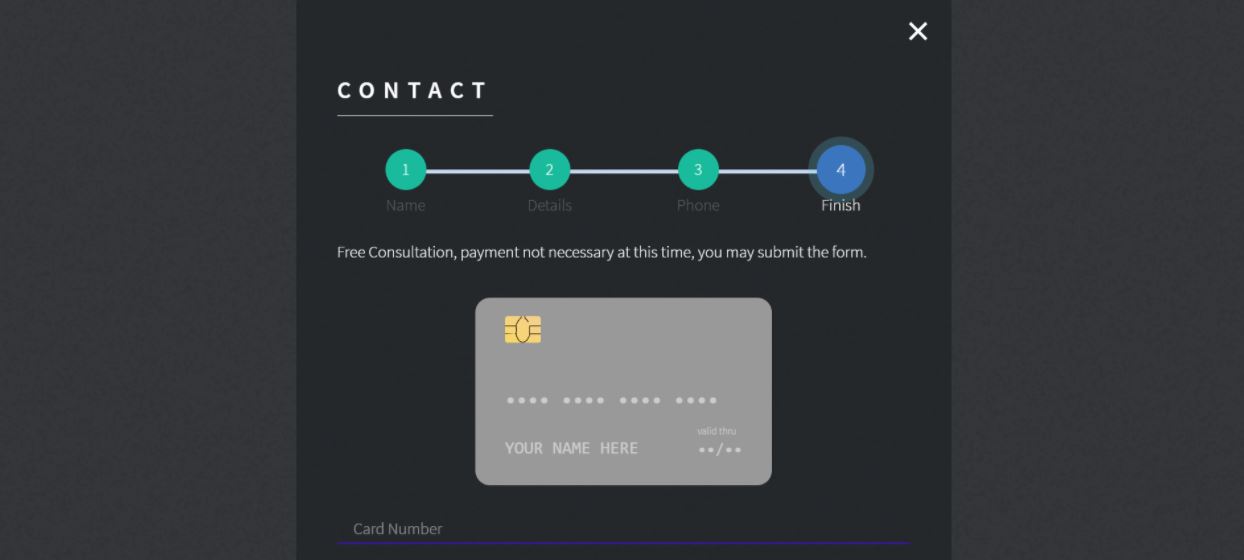 CONTACT
1 2 3 4
Name Details Phone Finish
Free Consultation, payment not necessary at this time, you may submit the form.
•••• •••• •••• ••••
valid thru
YOUR NAME HERE ••/••
Card Number